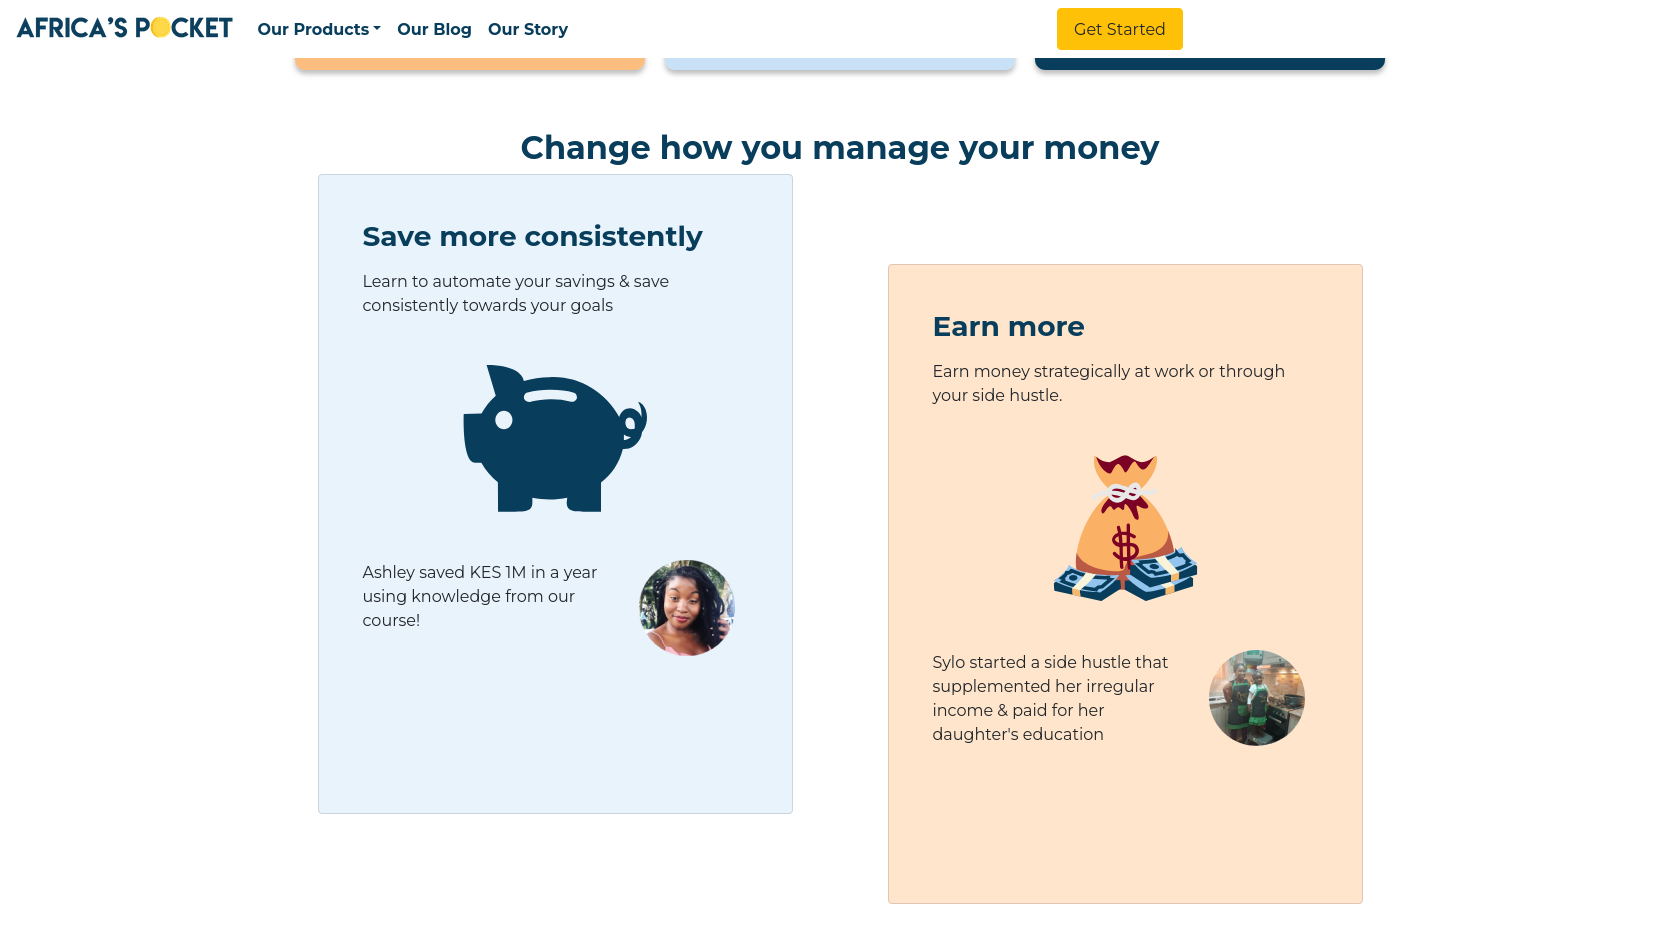 AFRICA'S POCKET
Our Products
Our Blog
Our Story
Get Started
Change how you manage your money
Save more consistently
Learn to automate your savings & save
consistently towards your goals
Ashley saved KES 1M in a year
using knowledge from our
course!
Earn more
Earn money strategically at work or through
your side hustle.
$
Sylo started a side hustle that
supplemented her irregular
income & paid for her
daughter's education